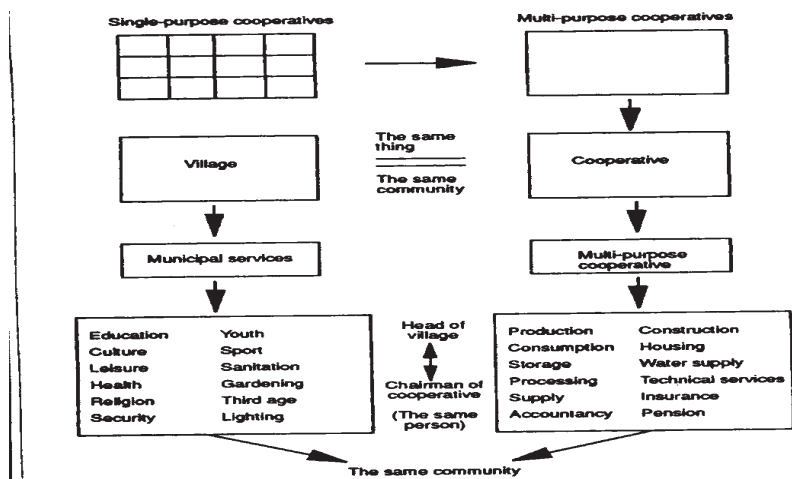 Single-purpose cooperatives
Multi-purpose cooperatives
Village
The same
thing
The same
community
Cooperative
Municipal services
Multi-purpose
cooperative
Education Youth
Culture Sport
Leisure Sanitation
Health Gardening
Religion Third age
Security Lighting
Head of
village
Chairman of
cooperative
(The same
person)
Production Construction
Consumption Housing
Storage Water supply
Processing Technical services
Supply Insurance
Accountancy Pension
The same community